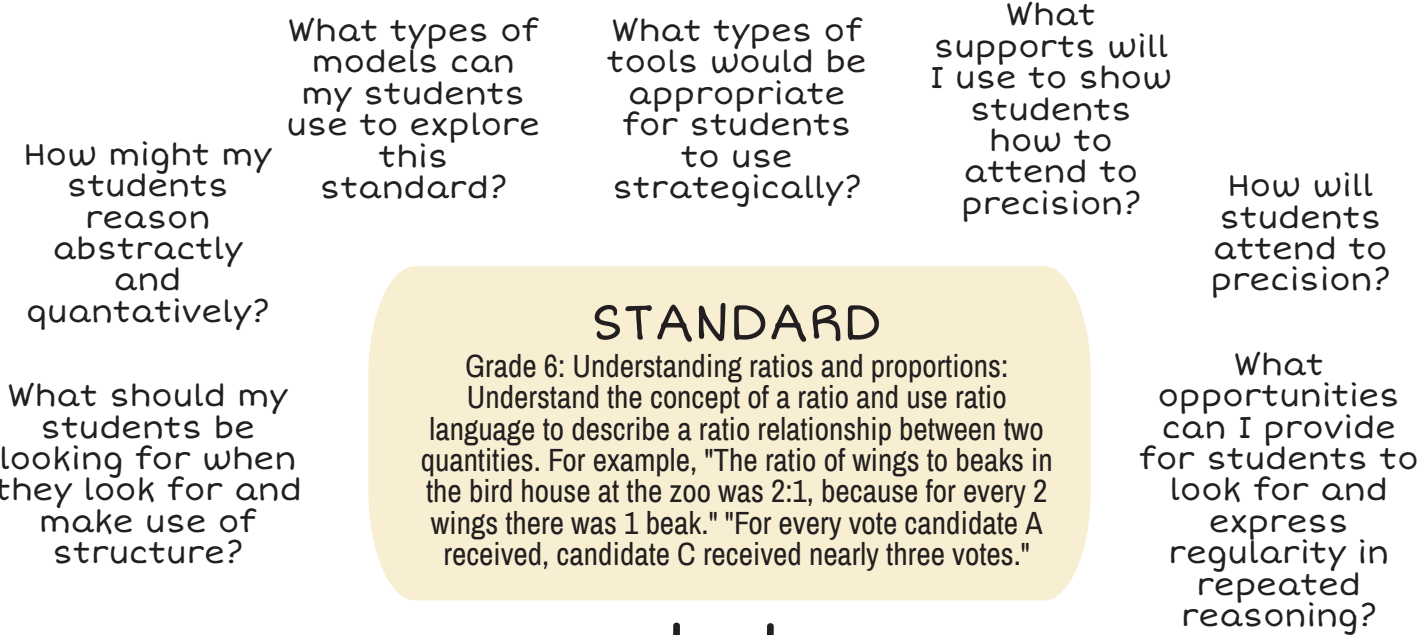 What types of
models can
my students
use to explore
this
standard?
What types of
tools would be
appropriate
for students
to use
strategically?
What
supports will
I use to show
students
how to
attend to
precision?
How might my
students
reason
abstractly
and
quantatively?
How will
students
attend to
precision?
STANDARD
Grade 6: Understanding ratios and proportions:
Understand the concept of a ratio and use ratio
language to describe a ratio relationship between two
quantities. For example, "The ratio of wings to beaks in
the bird house at the zoo was 2:1, because for every 2
wings there was 1 beak." "For every vote candidate A
received, candidate C received nearly three votes."
What should my
students be
looking for when
they look for and
make use of
structure?
What
opportunities
can I provide
for students to
look for and
express
regularity in
repeated
reasoning?